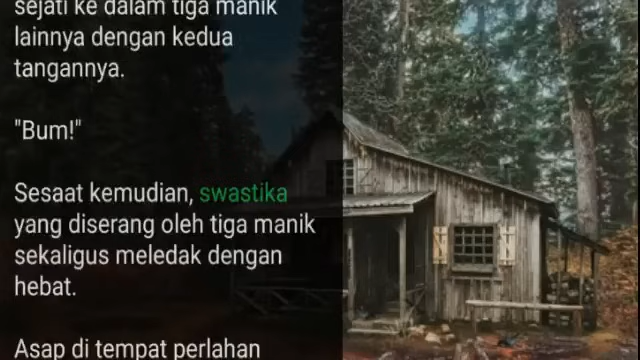 sejati ke dalam tiga manik
lainnya dengan kedua
tangannya.
"Bum!"
Sesaat kemudian, swastika
yang diserang oleh tiga manik
sekaligus meledak dengan
hebat.
Asap di tempat perlahan